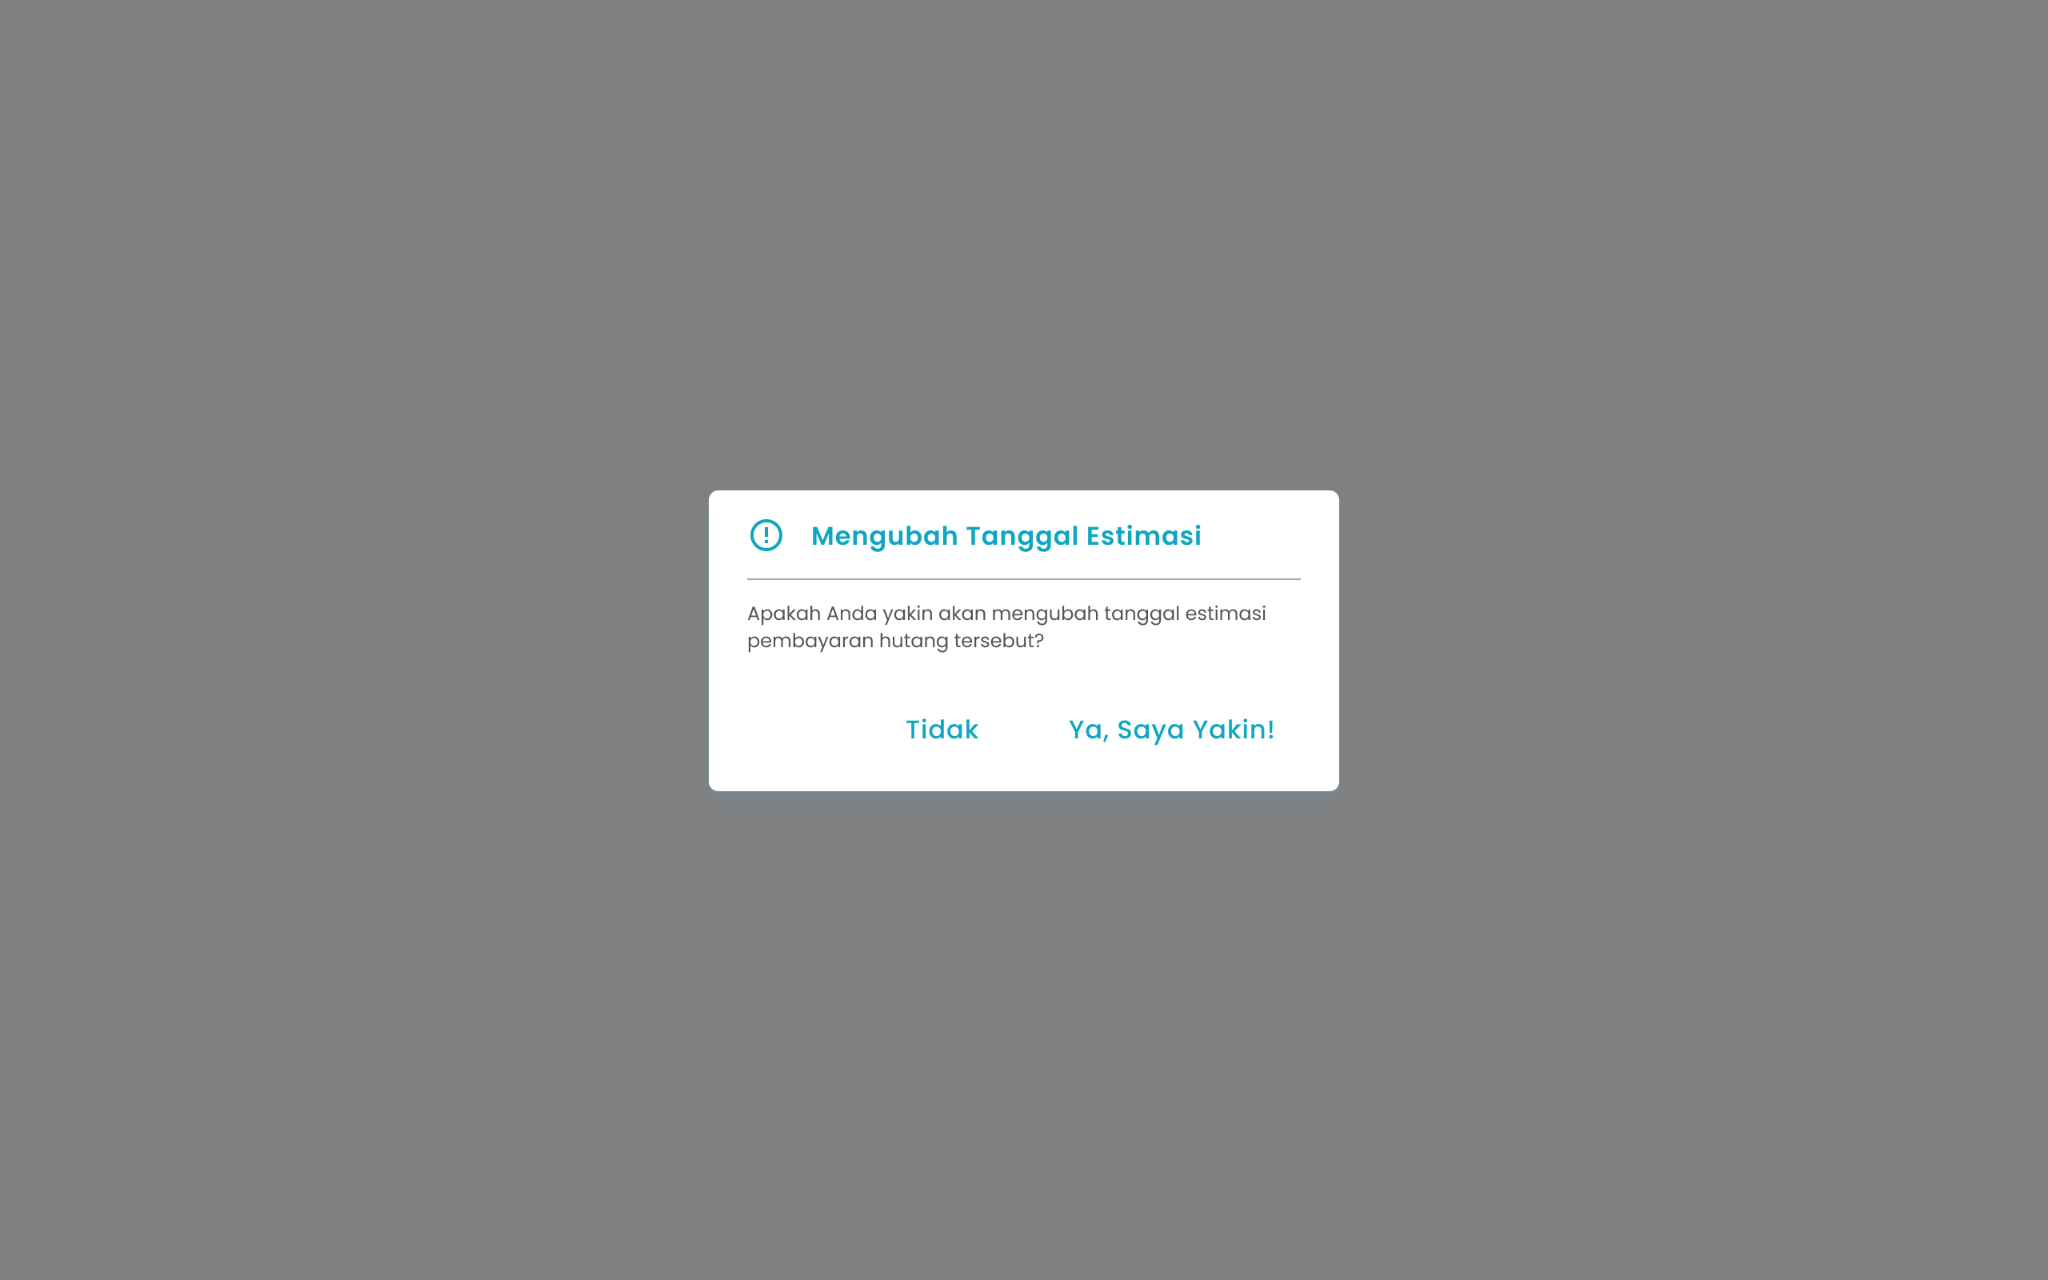 Mengubah Tanggal Estimasi
Apakah Anda yakin akan mengubah tanggal estimasi
pembayaran hutang tersebut?
Tidak
Ya, Saya Yakin!